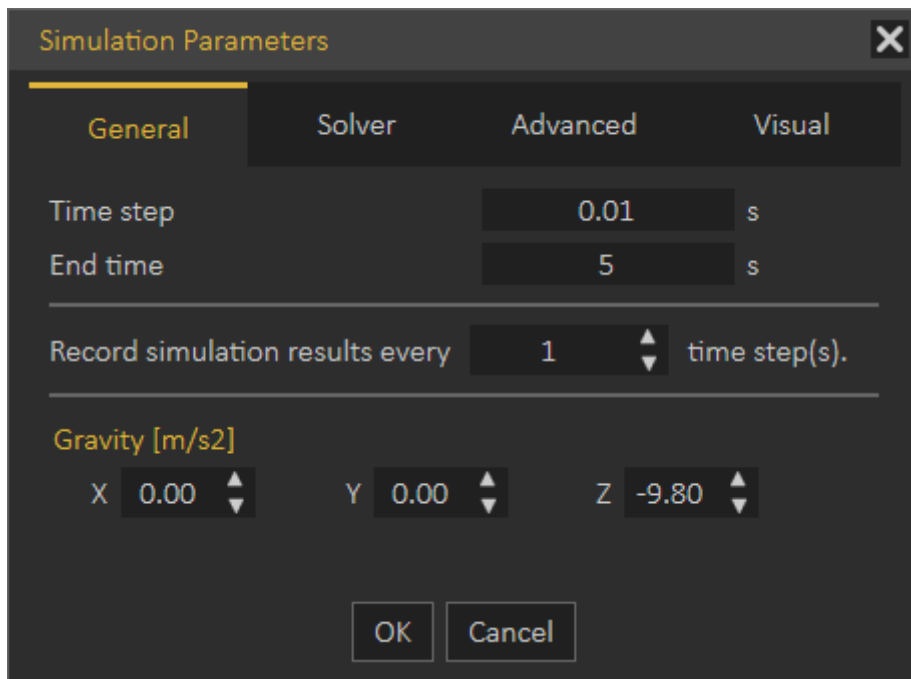 Simulation Parameters
General Solver Advanced Visual
Time step 0.01 s
End time 5 s
Record simulation results every 1 time step(s).
Gravity [m/s2]
X 0.00 Y 0.00 Z -9.80
OK Cancel